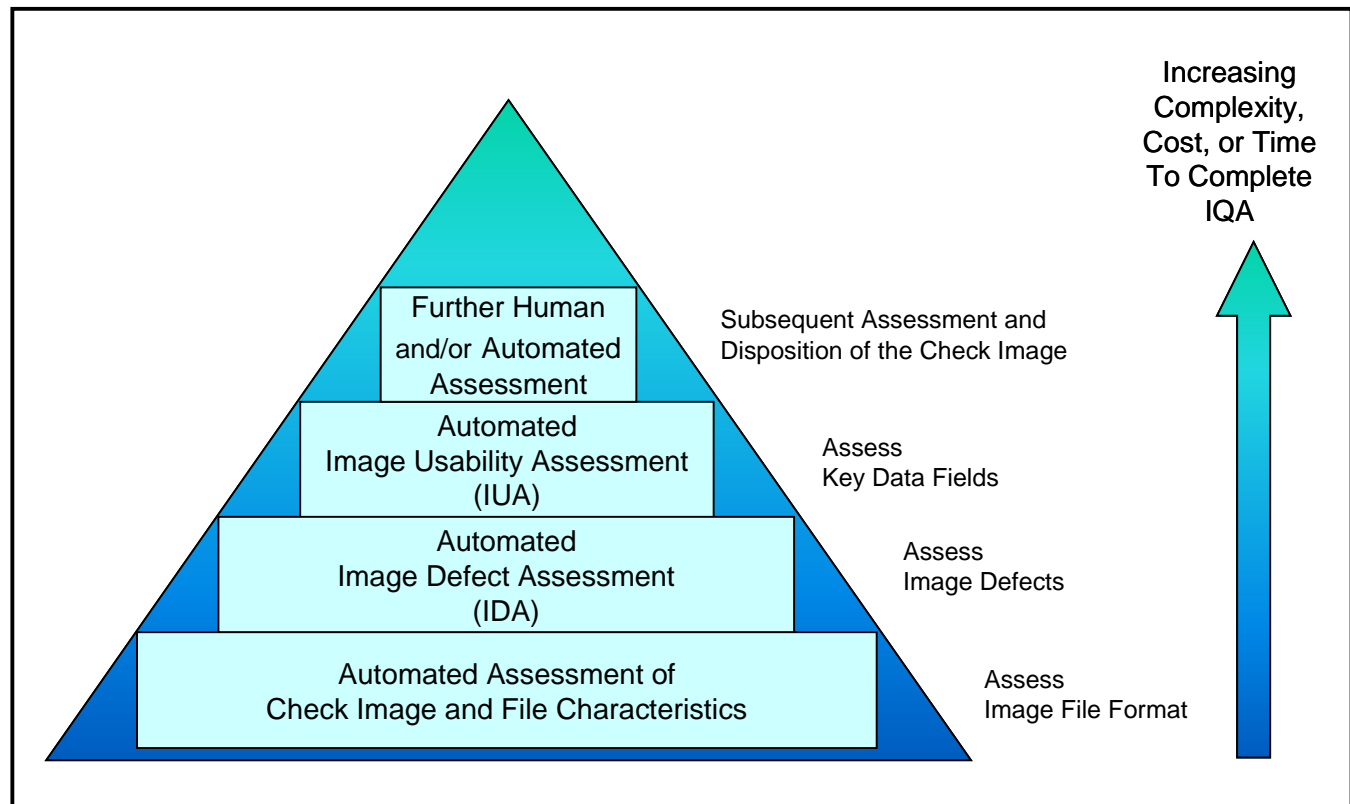 Increasing
Complexity,
Cost, or Time
To Complete
IQA
Further Human
and/or Automated
Assessment
Subsequent Assessment and
Disposition of the Check Image
Automated
Image Usability Assessment
(IUA)
Assess
Key Data Fields
Automated
Image Defect Assessment
(IDA)
Assess
Image Defects
Automated Assessment of
Check Image and File Characteristics
Assess
Image File Format